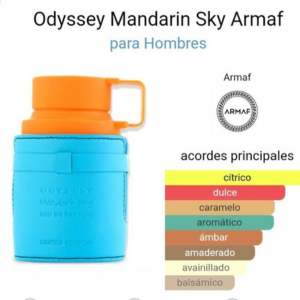 Odyssey Mandarin Sky Armaf
para Hombres
Armaf
ARMAF
acordes principales
cítrico
dulce
caramelo
aromático
ámbar
amaderado
avainillado
balsámico
ODYSSEY
LIMITED EDITION